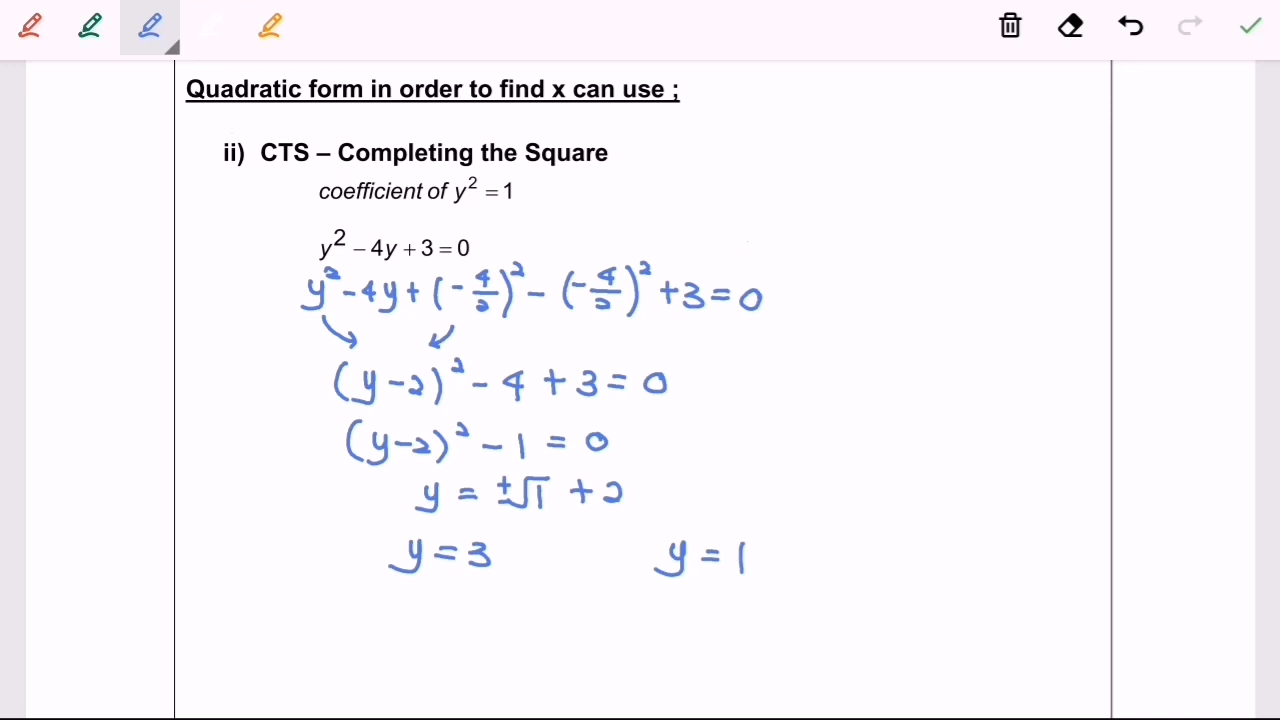 Quadratic form in order to find x can use ;
ii) CTS – Completing the Square
coefficient of y² = 1
y² − 4y + 3 = 0
y² - 4y + (-4/2)² - (-4/2)² + 3 = 0
(y - 2)² - 4 + 3 = 0
(y - 2)² - 1 = 0
y = ±√1 + 2
y = 3 y = 1